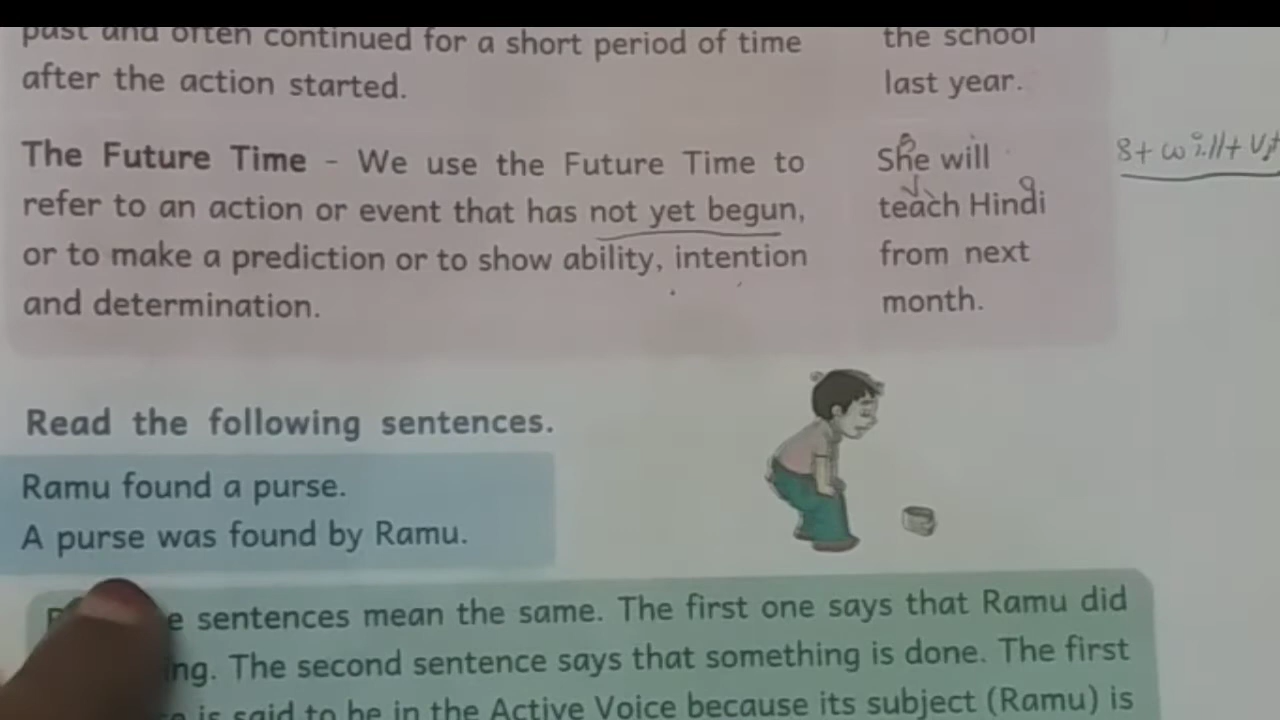 past and often continued for a short period of time
after the action started.
the school
last year.
The Future Time - We use the Future Time to
refer to an action or event that has not yet begun,
or to make a prediction or to show ability, intention
and determination.
She will
teach Hindi
from next
month.
S+ will+ V
Read the following sentences.
Ramu found a purse.
A purse was found by Ramu.
sentences mean the same. The first one says that Ramu did
The second sentence says that something is done. The first
is said to be in the Active Voice because its subject (Ramu) is